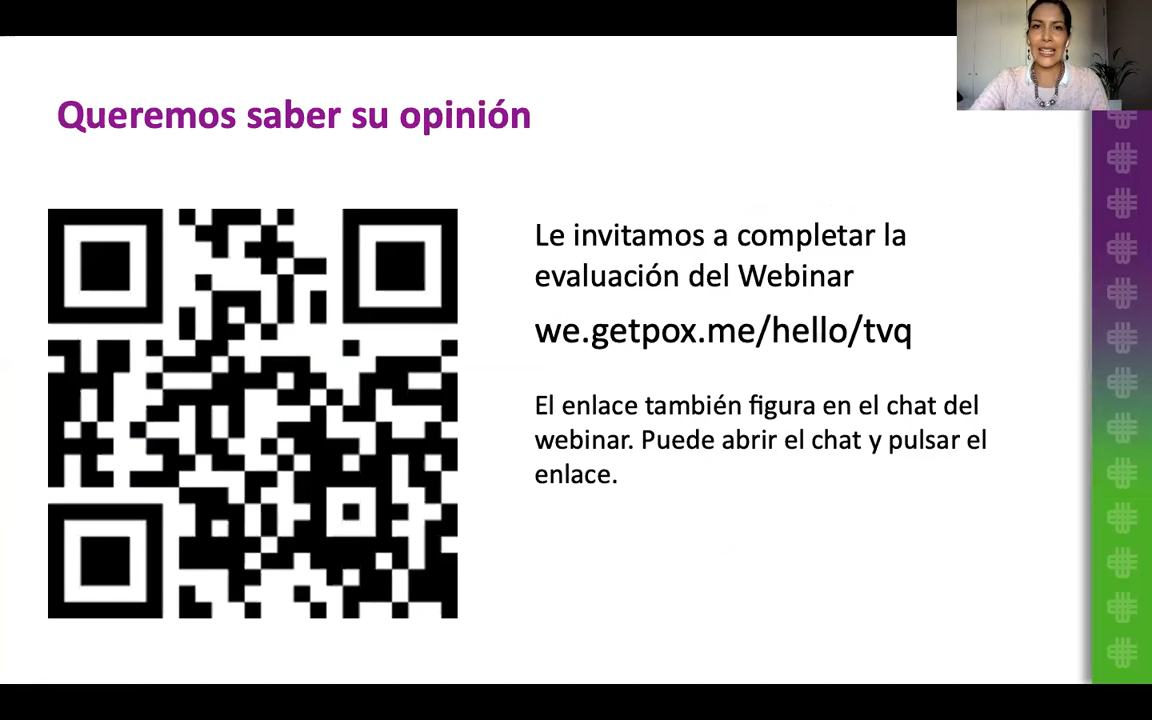 Queremos saber su opinión
Le invitamos a completar la
evaluación del Webinar
we.getpox.me/hello/tvq
El enlace también figura en el chat del
webinar. Puede abrir el chat y pulsar el
enlace.